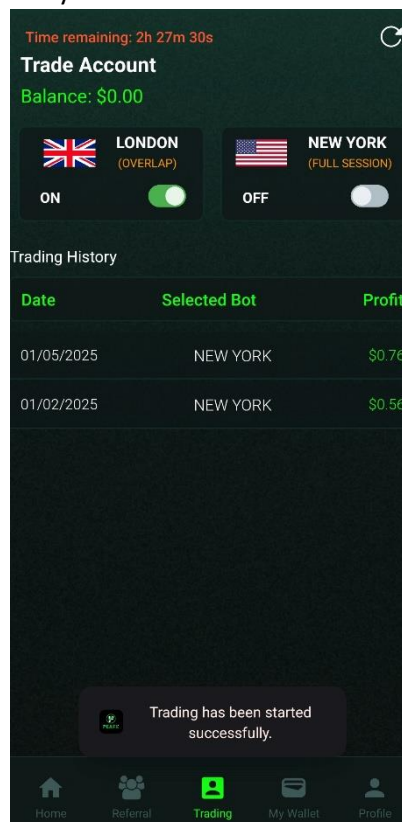 Time remaining: 2h 27m 30s
Trade Account
Balance: $0.00
LONDON
(OVERLAP)
ON
NEW YORK
(FULL SESSION)
OFF
Trading History
Date Selected Bot Profit
01/05/2025 NEW YORK $0.76
01/02/2025 NEW YORK $0.56
Trading has been started
successfully.
Home Referral Trading My Wallet Profile